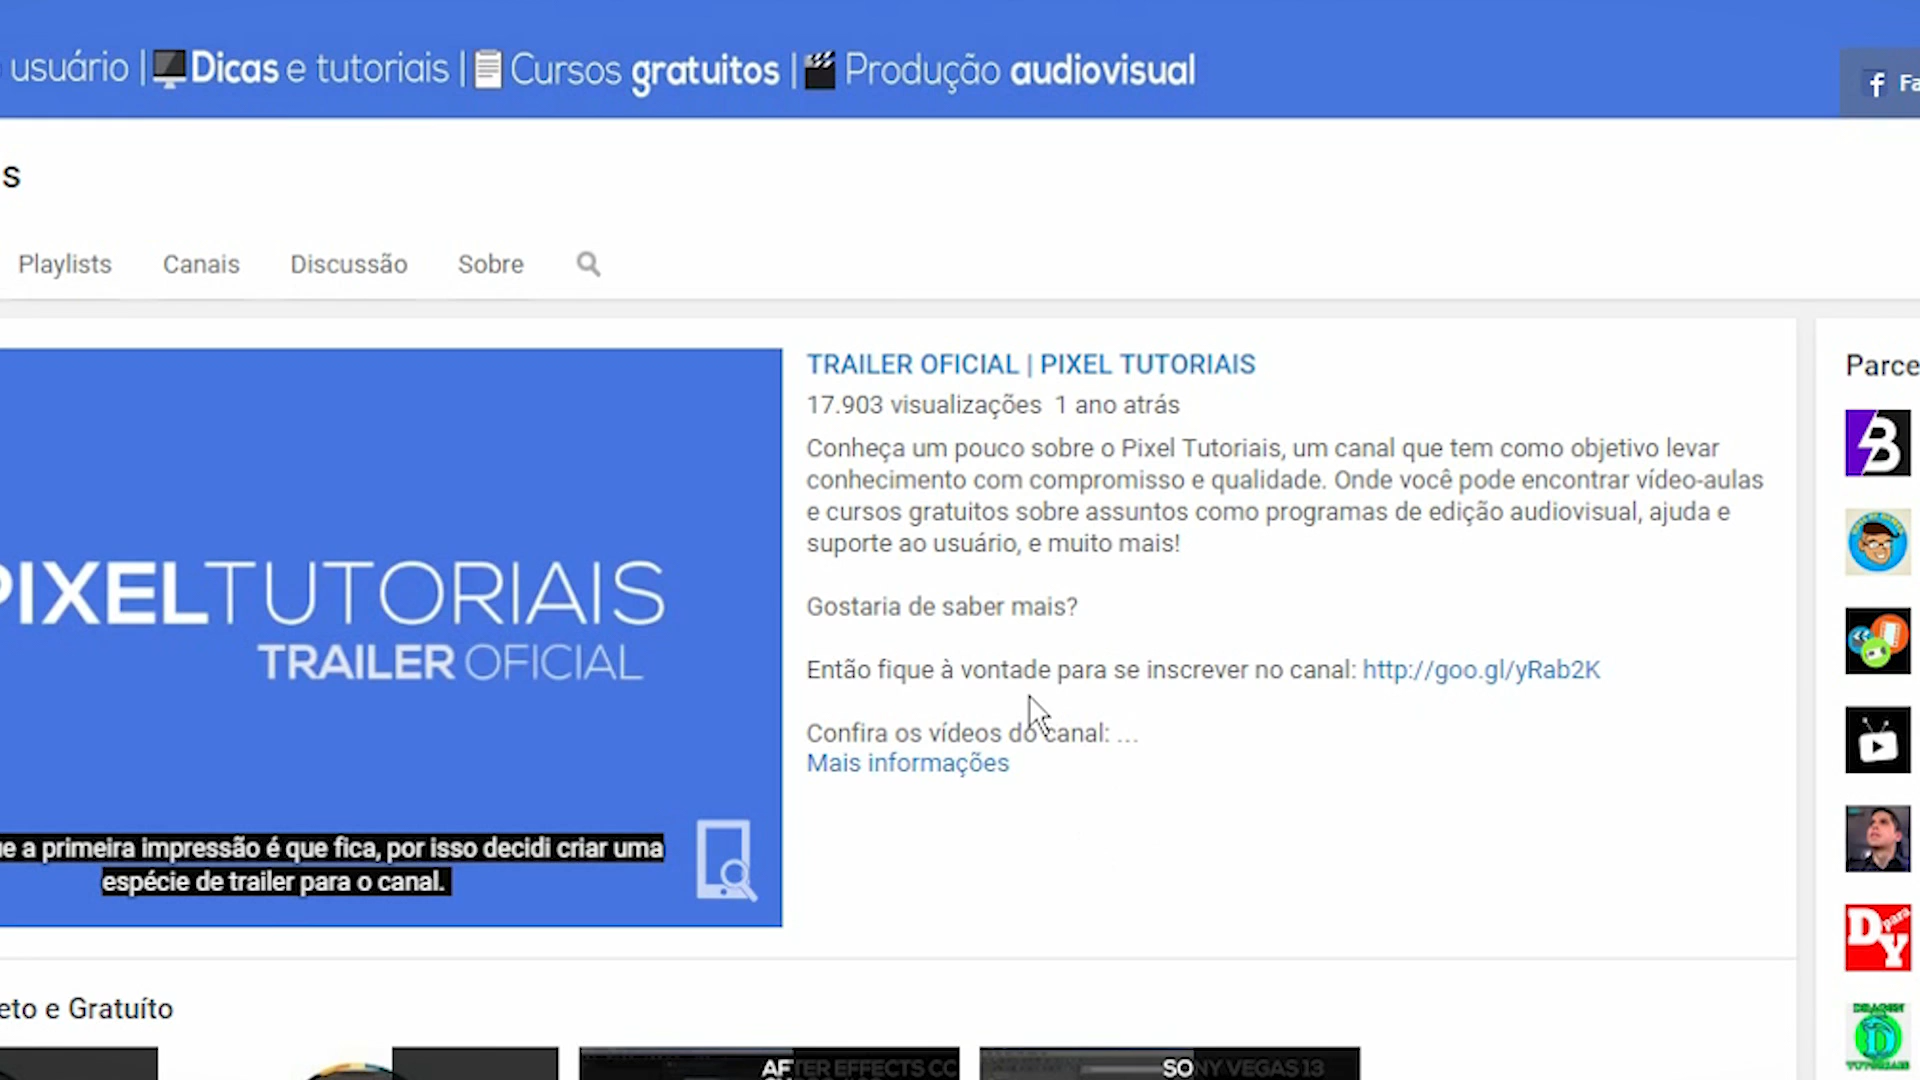 usuário | Dicas e tutoriais | Cursos gratuitos | Produção audiovisual
f Fa
s
Playlists Canais Discussão Sobre
TRAILER OFICIAL | PIXEL TUTORIAIS
17.903 visualizações 1 ano atrás
Conheça um pouco sobre o Pixel Tutoriais, um canal que tem como objetivo levar
conhecimento com compromisso e qualidade. Onde você pode encontrar vídeo-aulas
e cursos gratuitos sobre assuntos como programas de edição audiovisual, ajuda e
suporte ao usuário, e muito mais!
Gostaria de saber mais?
Então fique à vontade para se inscrever no canal: http://goo.gl/yRab2K
Confira os vídeos do canal: ...
Mais informações
PIXELTUTORIAIS
TRAILER OFICIAL
ue a primeira impressão é que fica, por isso decidi criar uma
espécie de trailer para o canal.
Parce
B
D para
Y
D
TUTORIAIS
eto e Gratuíto
AFTER EFFECTS CC
SONY VEGAS 13